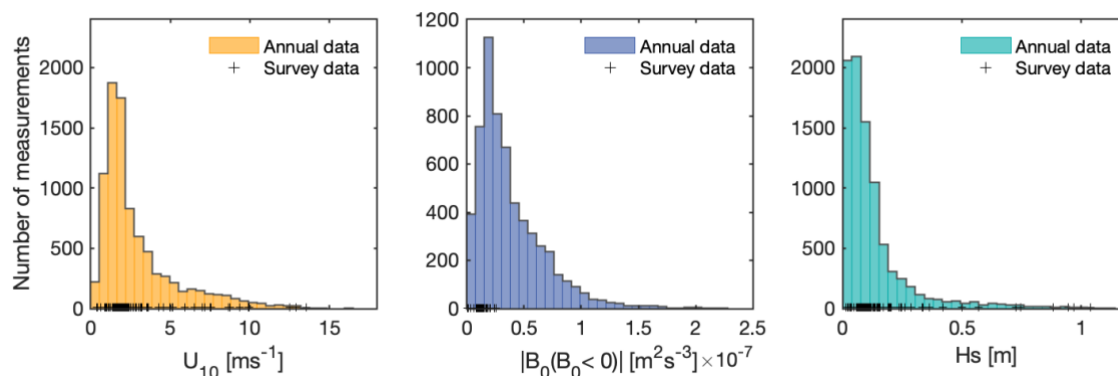 Number of measurements
2000
1500
1000
500
0
0 5 10 15
U₁₀ [ms⁻¹]
Annual data
Survey data
1200
1000
800
600
400
200
0
0 0.5 1 1.5 2 2.5
|B₀(B₀< 0)| [m²s⁻³]×10⁻⁷
Annual data
Survey data
2000
1500
1000
500
0
0 0.5 1
Hs [m]
Annual data
Survey data